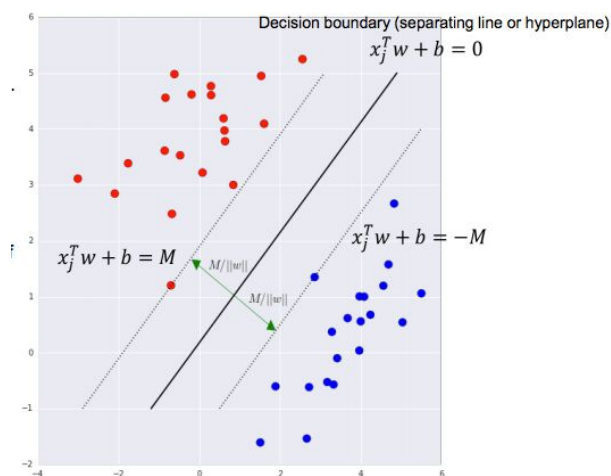 Decision boundary (separating line or hyperplane)
x_j^T w + b = 0
x_j^T w + b = -M
x_j^T w + b = M
M/||w||
M/||w||
6
5
4
3
2
1
0
-1
-2
-4
-2
0
2
4
6